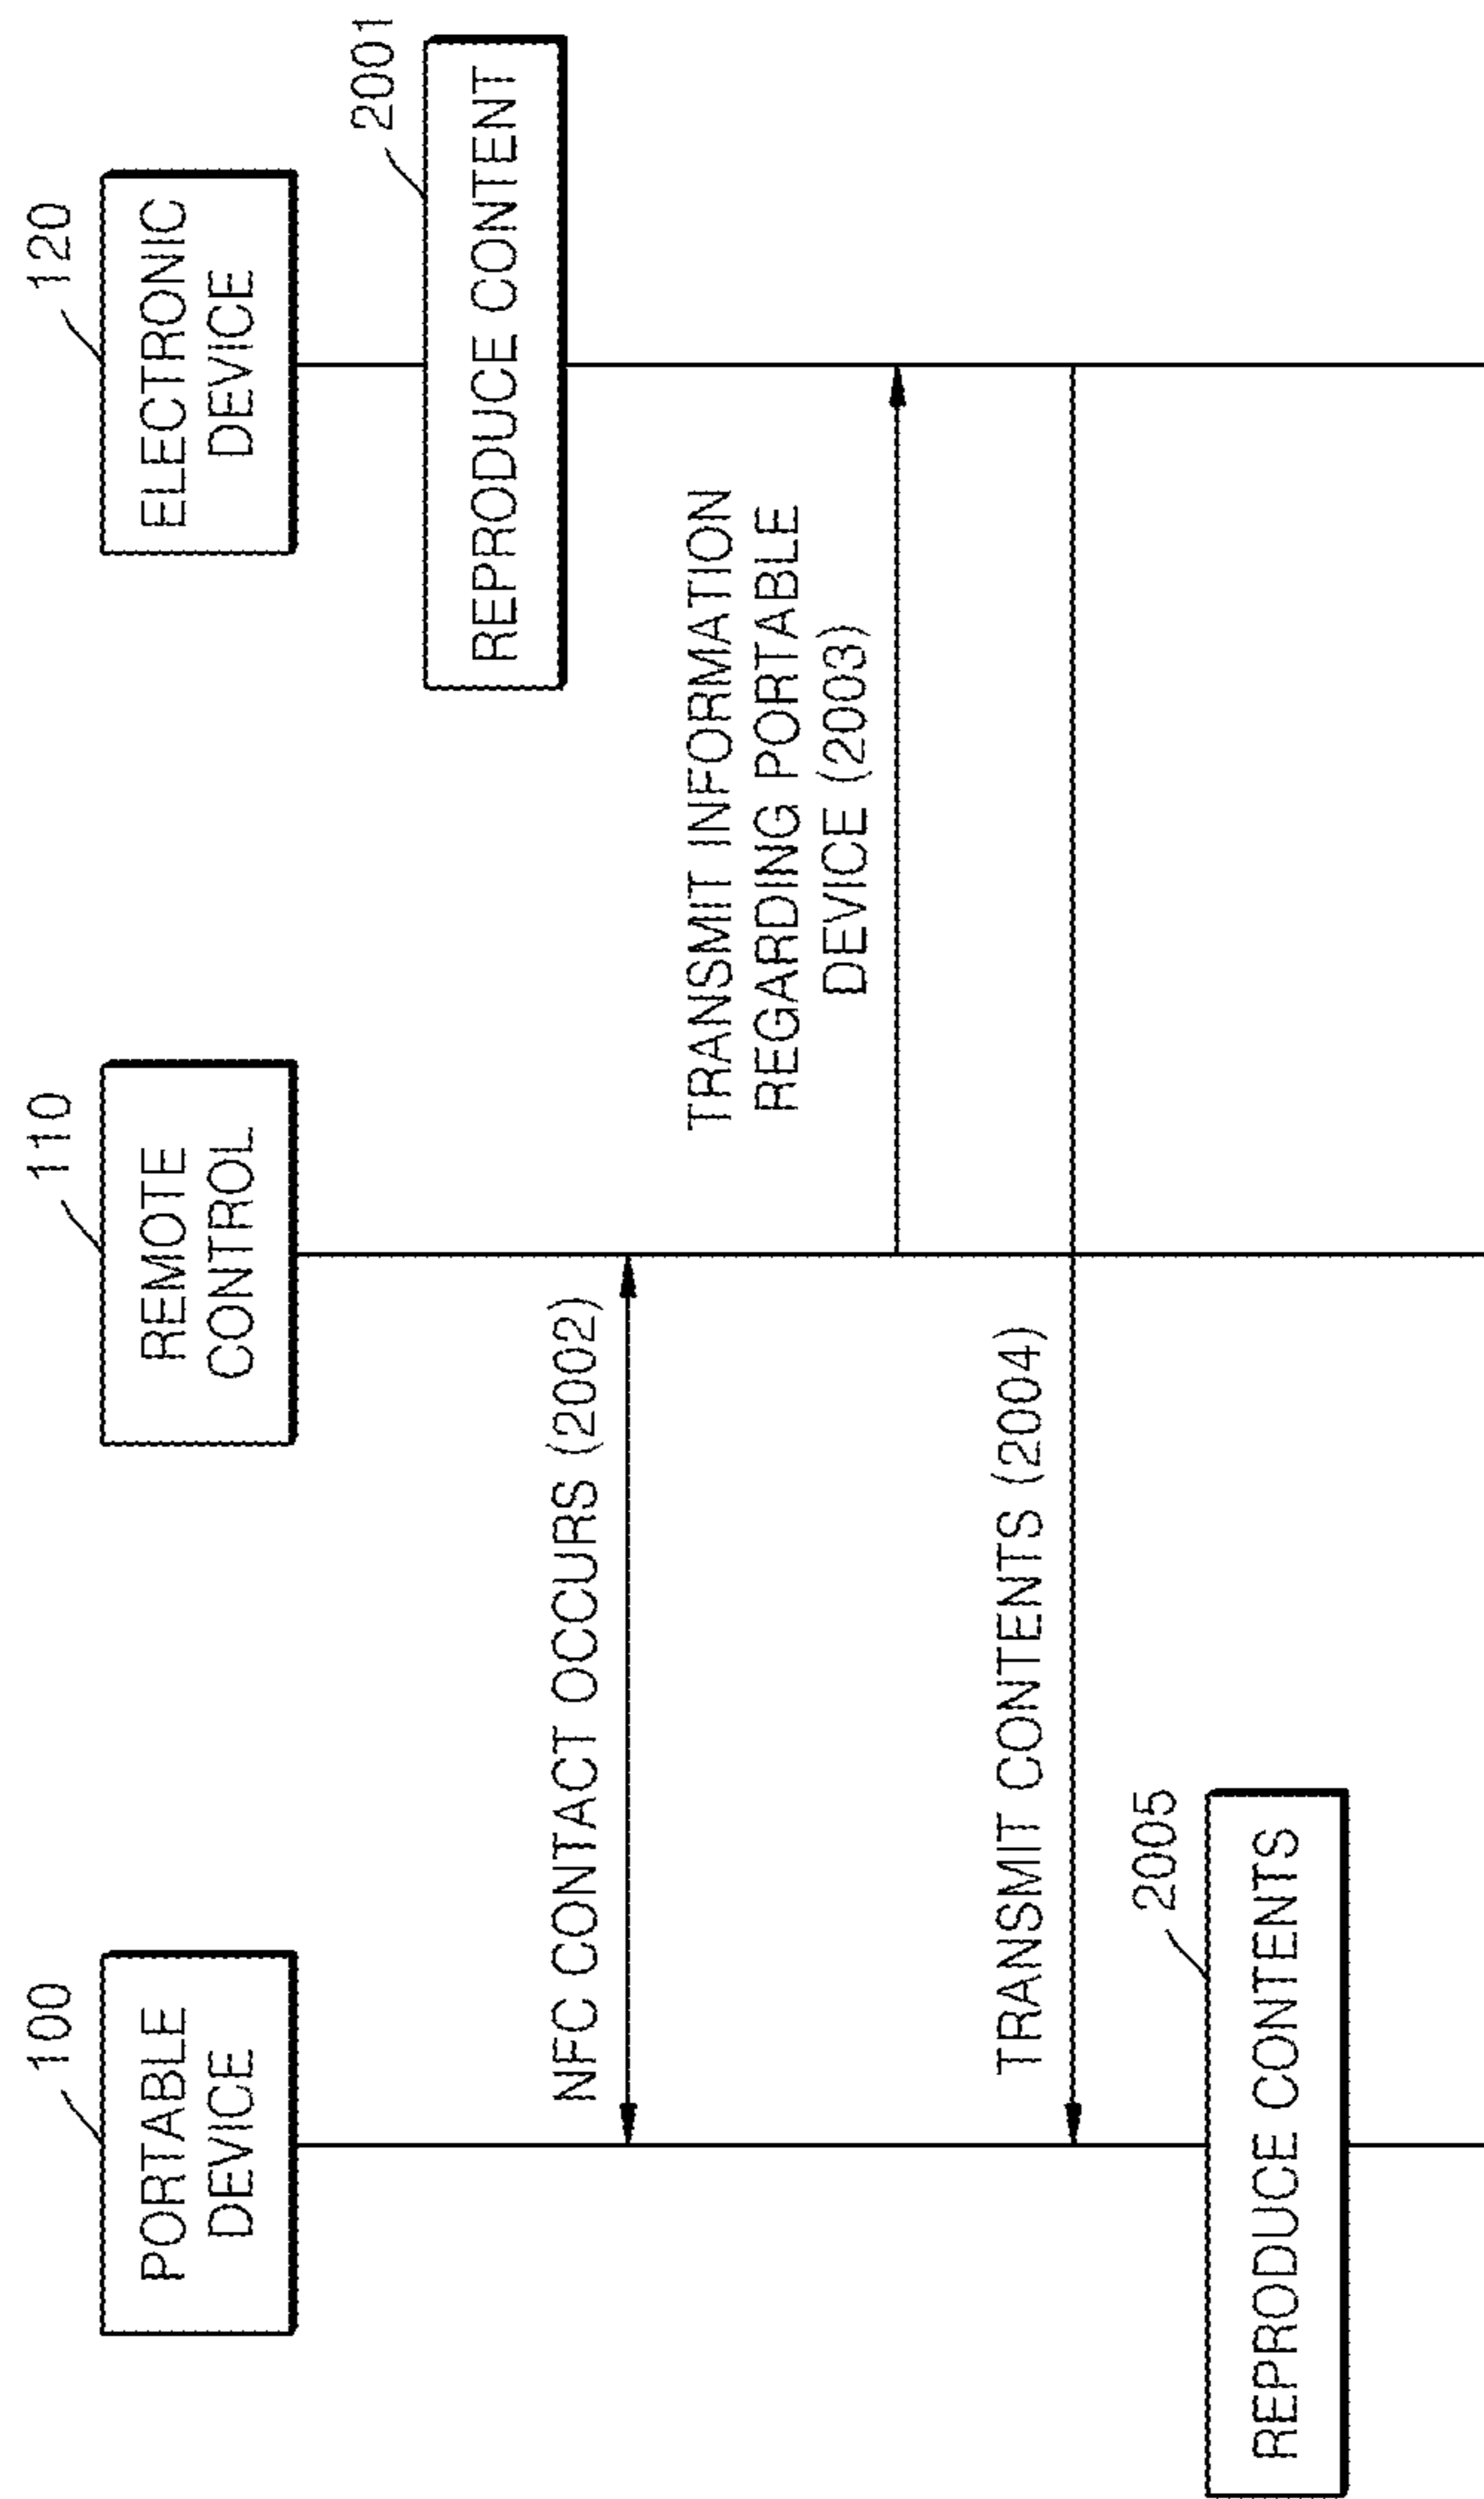 100
110
120
PORTABLE
DEVICE
REMOTE
CONTROL
ELECTRONIC
DEVICE
2001
REPRODUCE CONTENT
NFC CONTACT OCCURS (2002)
TRANSMIT INFORMATION
REGARDING PORTABLE
DEVICE (2003)
TRANSMIT CONTENTS (2004)
2005
REPRODUCE CONTENTS